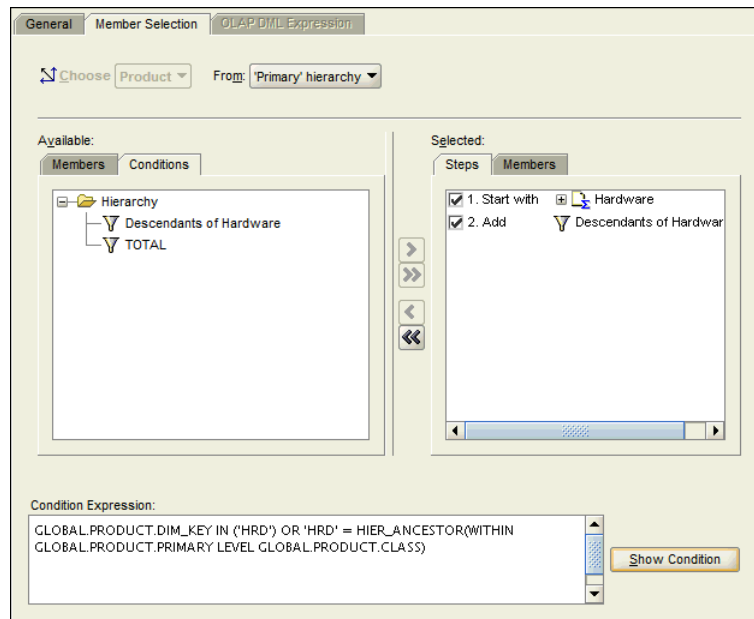 General Member Selection OLAP DML Expression
Choose Product From: 'Primary' hierarchy
Available:
Members Conditions
Hierarchy
Descendants of Hardware
TOTAL
Selected:
Steps Members
1. Start with Hardware
2. Add Descendants of Hardwar
Condition Expression:
GLOBAL.PRODUCT.DIM_KEY IN ('HRD') OR 'HRD' = HIER_ANCESTOR(WITHIN
GLOBAL.PRODUCT.PRIMARY LEVEL GLOBAL.PRODUCT.CLASS)
Show Condition